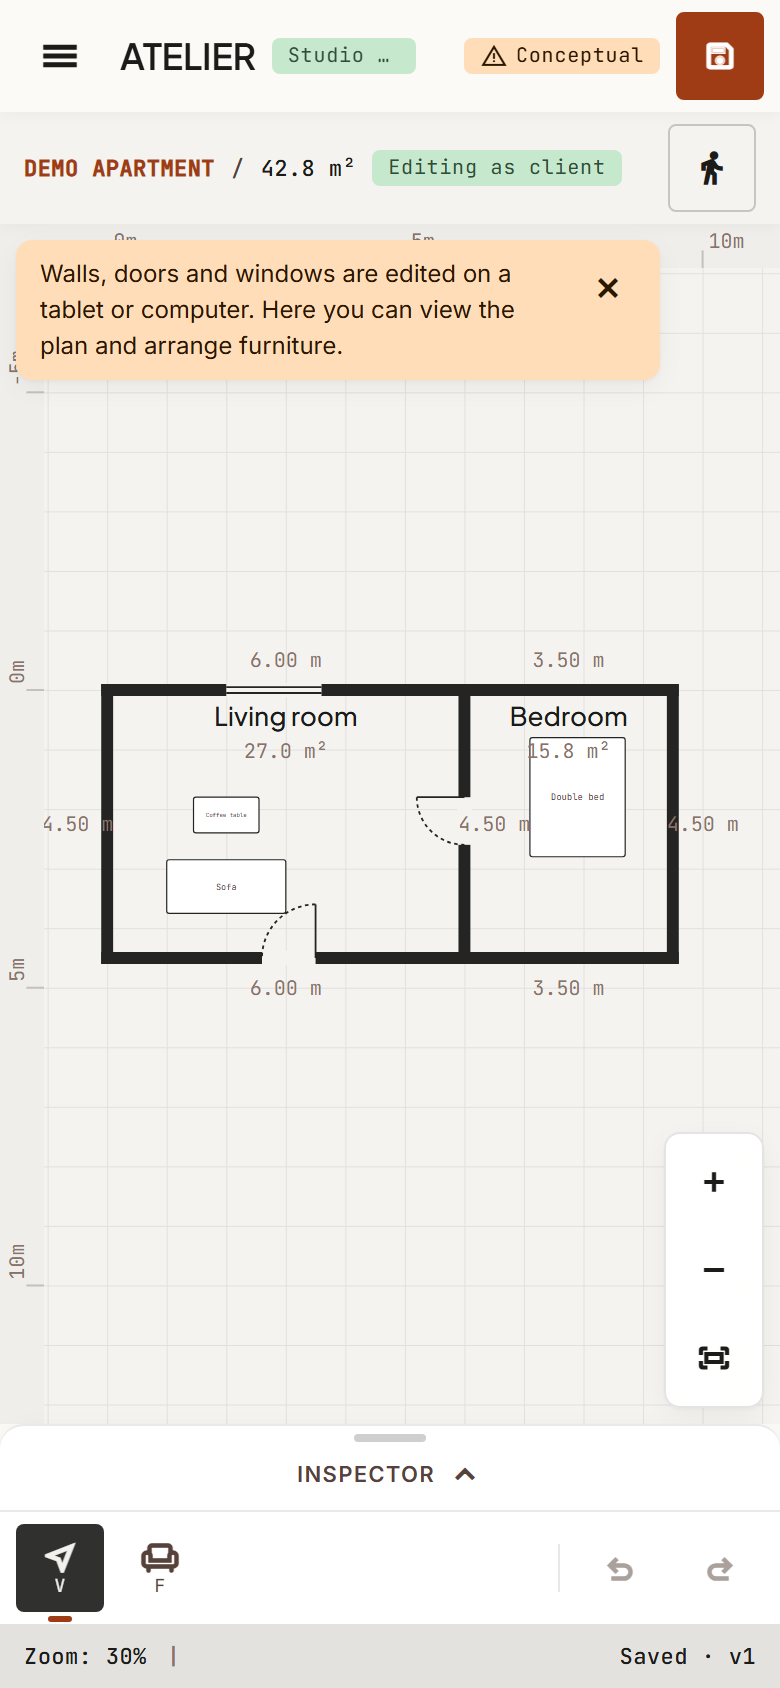 ATELIER
Studio …
Conceptual
DEMO APARTMENT / 42.8 m²
Editing as client
10m
Walls, doors and windows are edited on a
tablet or computer. Here you can view the
plan and arrange furniture.
0m
6.00 m
3.50 m
Living room
Bedroom
27.0 m²
15.8 m²
Double bed
Coffee table
4.50 m
4.50 m
4.50 m
Sofa
5m
6.00 m
3.50 m
10m
INSPECTOR
V
F
Zoom: 30% |
Saved · v1